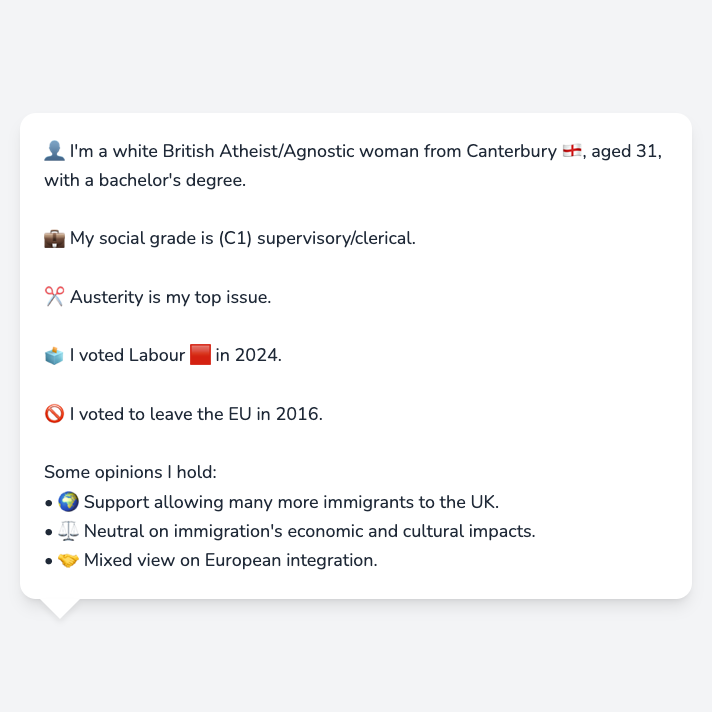 👤 I'm a white British Atheist/Agnostic woman from Canterbury 🏴󠁧󠁢󠁥󠁮󠁧󠁿, aged 31,
with a bachelor's degree.
💼 My social grade is (C1) supervisory/clerical.
✂️ Austerity is my top issue.
🗳️ I voted Labour 🟥 in 2024.
🚫 I voted to leave the EU in 2016.
Some opinions I hold:
• 🌍 Support allowing many more immigrants to the UK.
• ⚖️ Neutral on immigration's economic and cultural impacts.
• 🤝 Mixed view on European integration.